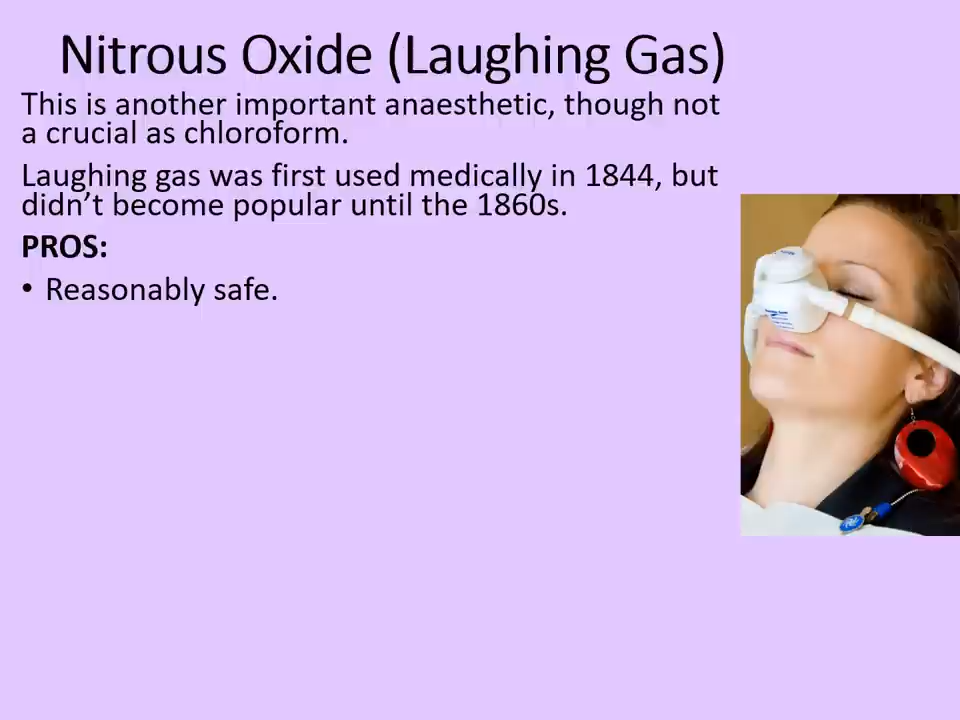 Nitrous Oxide (Laughing Gas)
This is another important anaesthetic, though not
a crucial as chloroform.
Laughing gas was first used medically in 1844, but
didn’t become popular until the 1860s.
PROS:
• Reasonably safe.